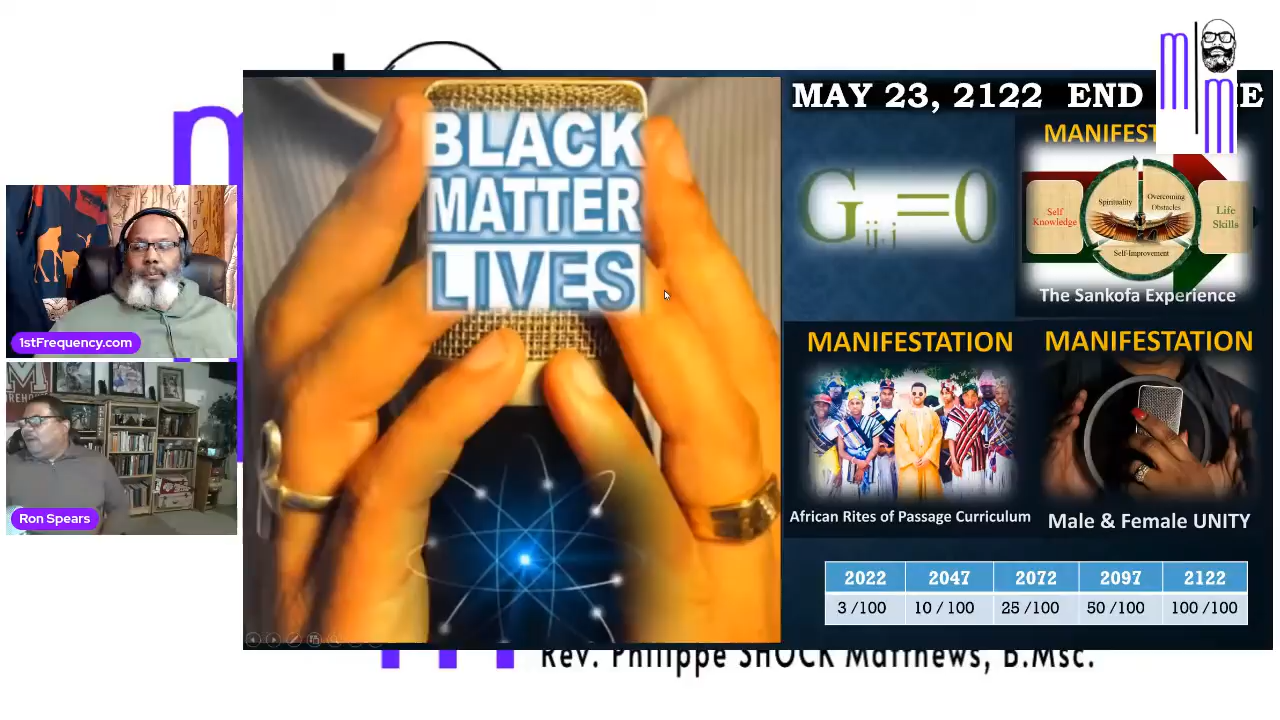 MAY 23, 2122 END
MANIFEST
BLACK
MATTER
LIVES
G ij;j =0
Self
Knowledge
Spirituality
Overcoming
Obstacles
Self-Improvement
Life
Skills
The Sankofa Experience
1stFrequency.com
MANIFESTATION
MANIFESTATION
Ron Spears
African Rites of Passage Curriculum
Male & Female UNITY
2022 2047 2072 2097 2122
3 /100 10 / 100 25 /100 50 /100 100 /100
Rev. Philippe SHOCK Matthews, B.Msc.